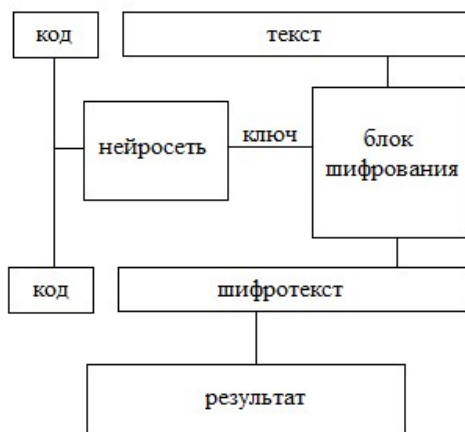 код
текст
нейросеть
ключ
блок
шифрования
код
шифротекст
результат